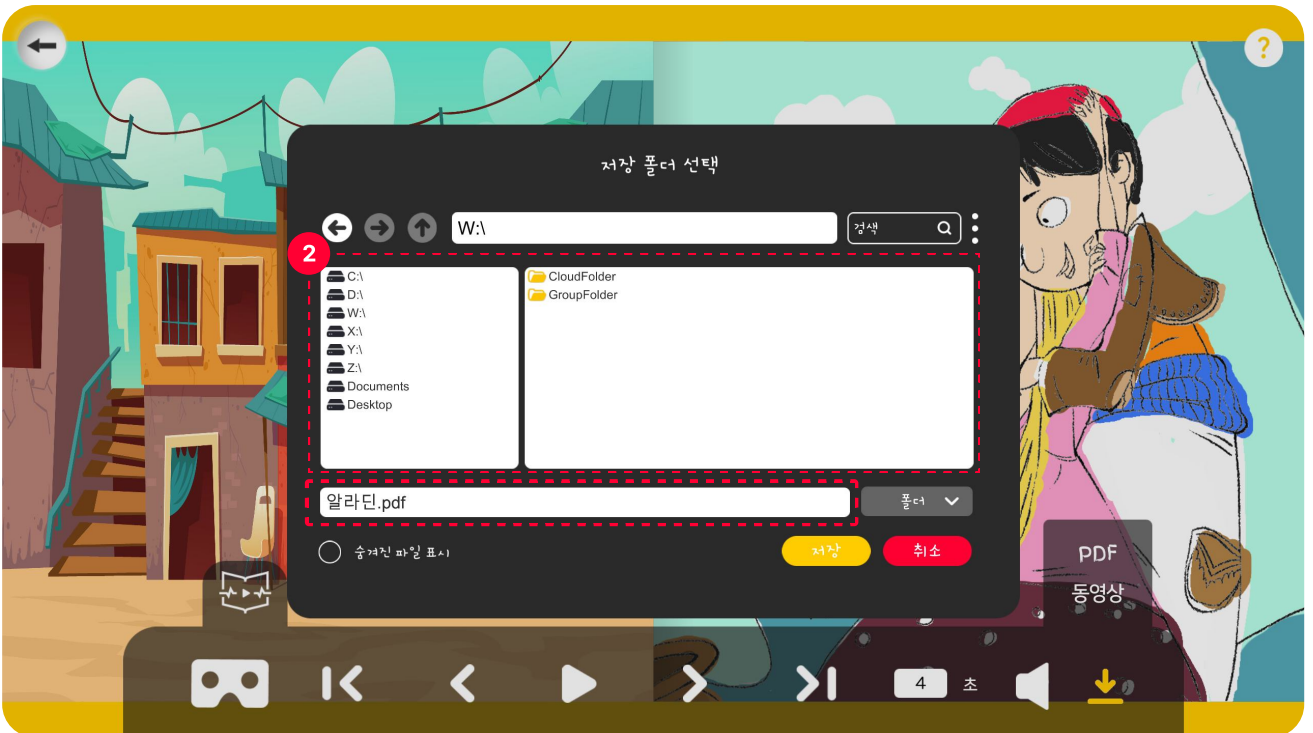 ?
저장 폴더 선택
W:\
검색
2
C:\
D:\
W:\
X:\
Y:\
Z:\
Documents
Desktop
CloudFolder
GroupFolder
알라딘.pdf
폴더
숨겨진 파일 표시
저장
취소
PDF
동영상
4 초